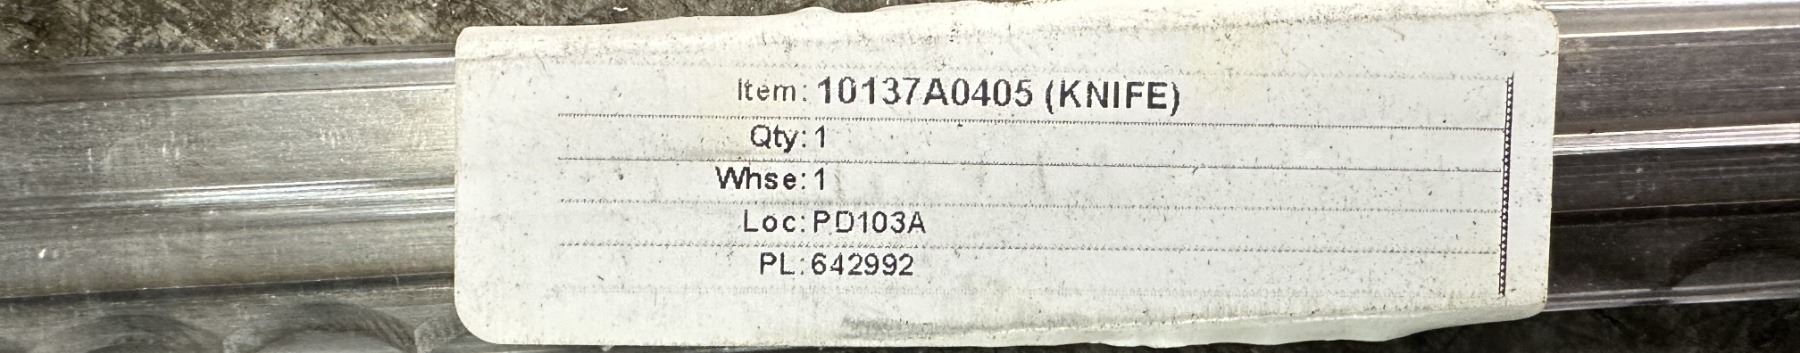 Item: 10137A0405 (KNIFE)
Qty: 1
Whse: 1
Loc: PD103A
PL: 642992